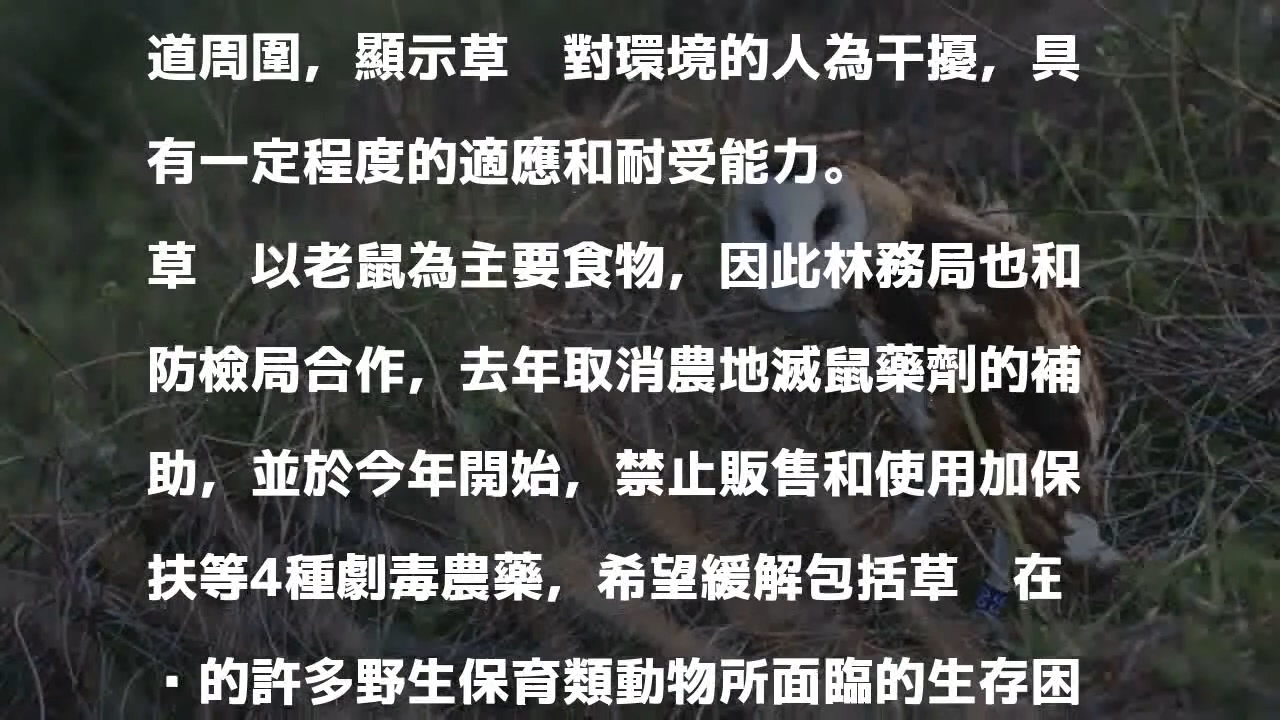 道周圍，顯示草　對環境的人為干擾，具
有一定程度的適應和耐受能力。
草　以老鼠為主要食物，因此林務局也和
防檢局合作，去年取消農地滅鼠藥劑的補
助，並於今年開始，禁止販售和使用加保
扶等4種劇毒農藥，希望緩解包括草　在
·的許多野生保育類動物所面臨的生存困